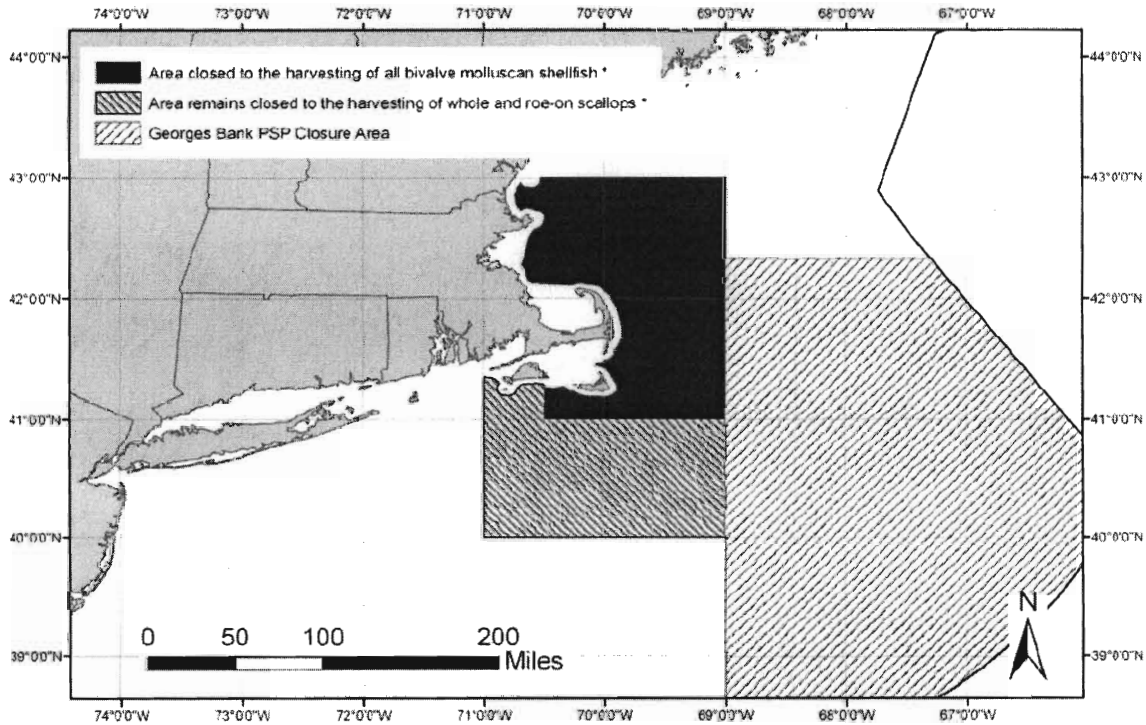 74°0'0"W 73°0'0"W 72°0'0"W 71°0'0"W 70°0'0"W 69°0'0"W 68°0'0"W 67°0'0"W
44°0'0"N 44°0'0"N
Area closed to the harvesting of all bivalve molluscan shellfish *
Area remains closed to the harvesting of whole and roe-on scallops *
Georges Bank PSP Closure Area
43°0'0"N 43°0'0"N
42°0'0"N 42°0'0"N
41°0'0"N 41°0'0"N
40°0'0"N 40°0'0"N
N
0 50 100 200
Miles
39°0'0"N 39°0'0"N
74°0'0"W 73°0'0"W 72°0'0"W 71°0'0"W 70°0'0"W 69°0'0"W 68°0'0"W 67°0'0"W